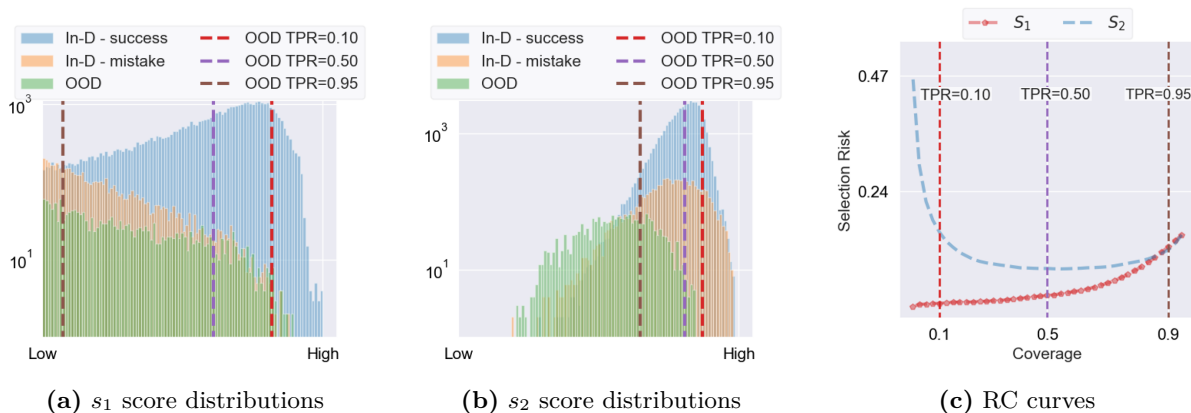 In-D - success
In-D - mistake
OOD
OOD TPR=0.10
OOD TPR=0.50
OOD TPR=0.95
10³
10¹
Low
High
(a) s₁ score distributions
In-D - success
In-D - mistake
OOD
OOD TPR=0.10
OOD TPR=0.50
OOD TPR=0.95
10³
10¹
Low
High
(b) s₂ score distributions
S₁
S₂
0.47
0.24
Selection Risk
TPR=0.10
TPR=0.50
TPR=0.95
0.1
0.5
0.9
Coverage
(c) RC curves